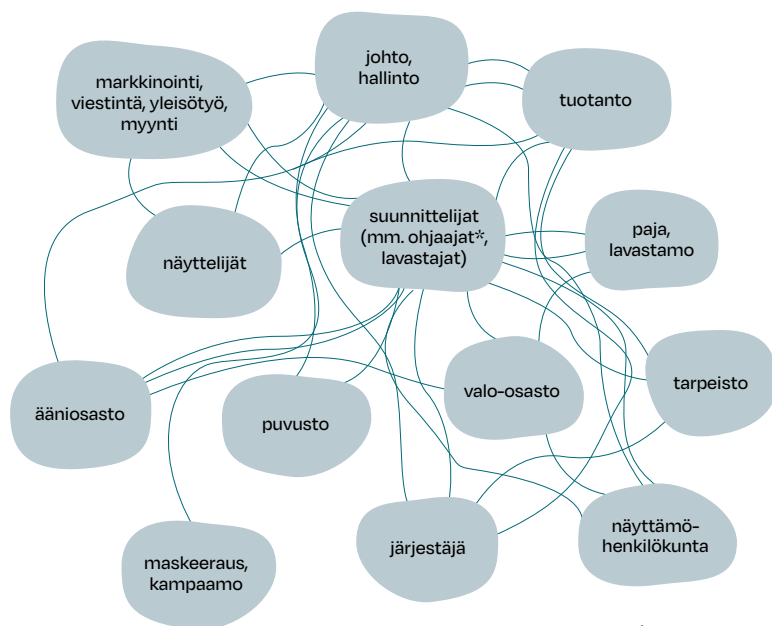 johto,
hallinto
markkinointi,
viestintä, yleisötyö,
myynti
tuotanto
suunnittelijat
(mm. ohjaajat*,
lavastajat)
paja,
lavastamo
näyttelijät
ääniosasto
puvusto
valo-osasto
tarpeisto
maskeeraus,
kampaamo
järjestäjä
näyttämö-
henkilökunta